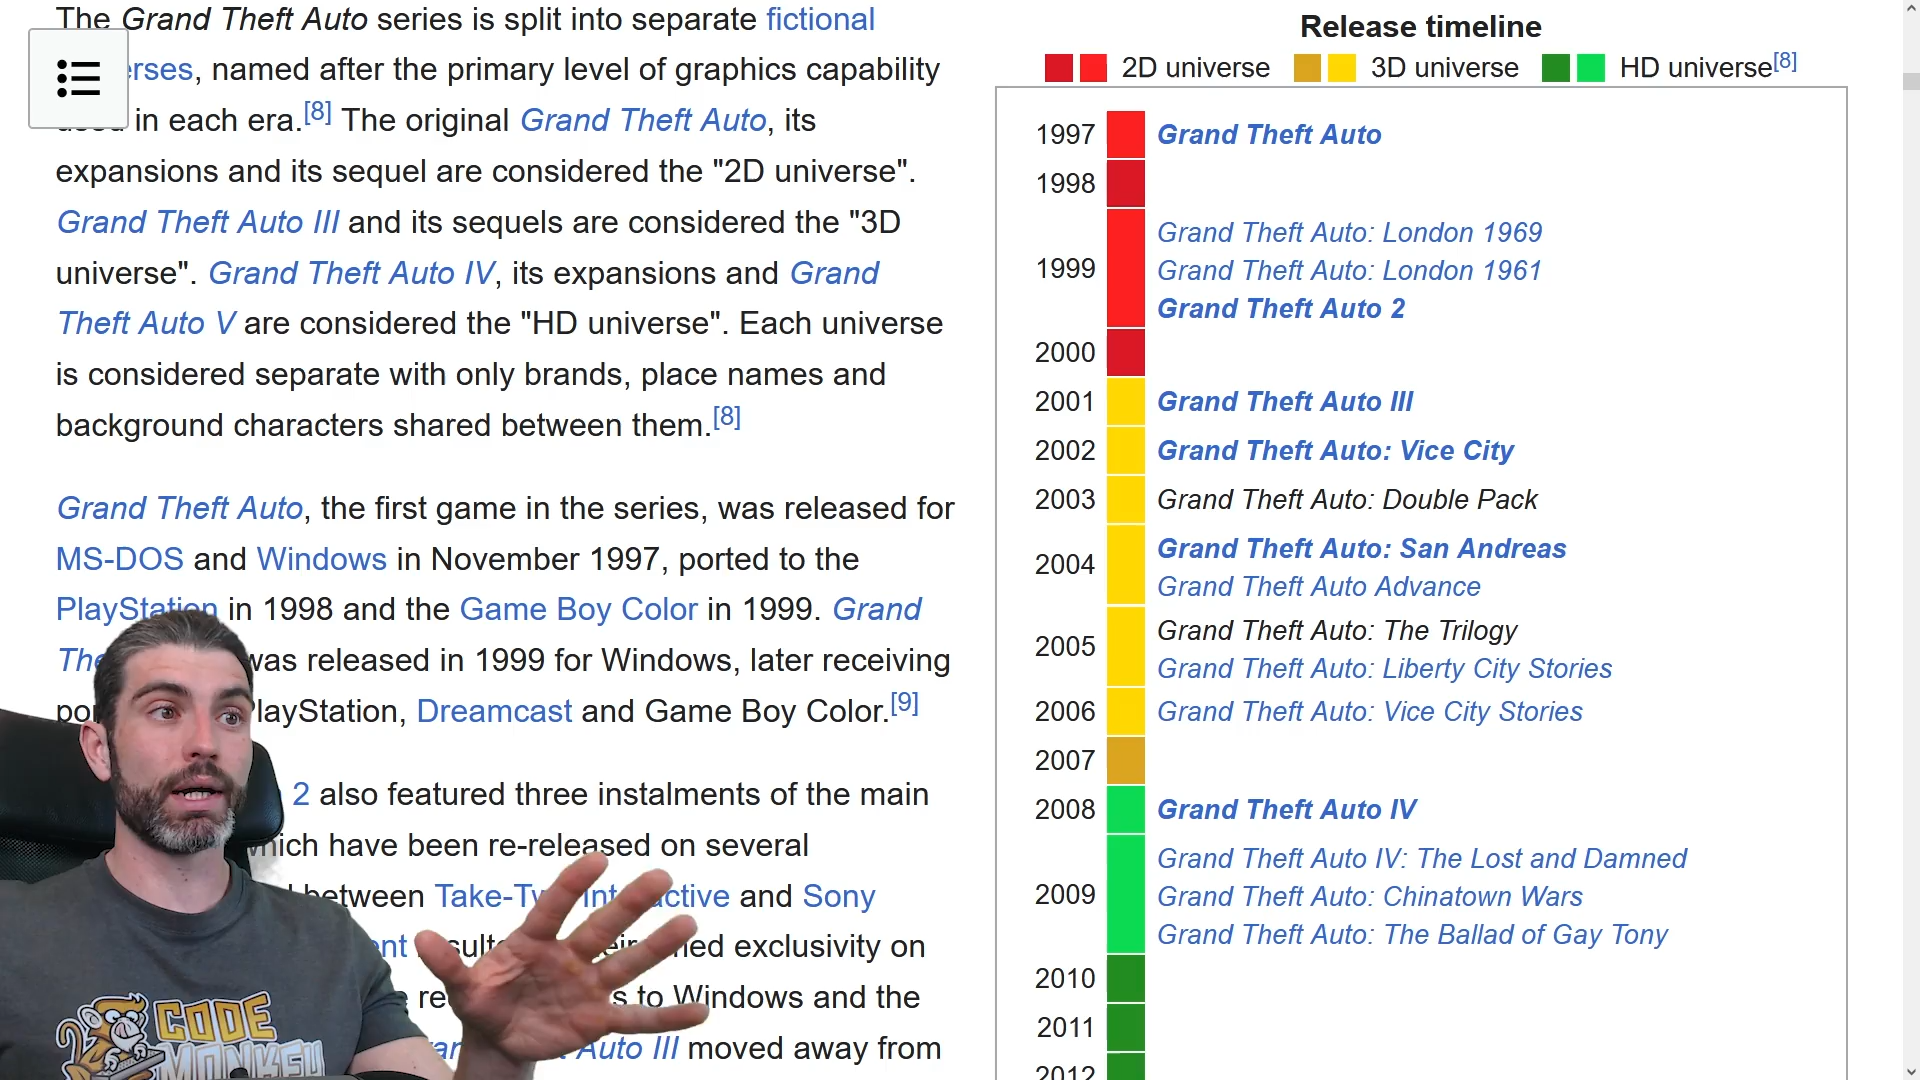 The Grand Theft Auto series is split into separate fictional
erses, named after the primary level of graphics capability
in each era.[8] The original Grand Theft Auto, its
expansions and its sequel are considered the "2D universe".
Grand Theft Auto III and its sequels are considered the "3D
universe". Grand Theft Auto IV, its expansions and Grand
Theft Auto V are considered the "HD universe". Each universe
is considered separate with only brands, place names and
background characters shared between them.[8]
Grand Theft Auto, the first game in the series, was released for
MS-DOS and Windows in November 1997, ported to the
PlayStation in 1998 and the Game Boy Color in 1999. Grand
was released in 1999 for Windows, later receiving
PlayStation, Dreamcast and Game Boy Color.[9]
2 also featured three instalments of the main
which have been re-released on several
between Take-Two Interactive and Sony
exclusivity on
to Windows and the
Auto III moved away from
CODE
MONKEY
Release timeline
2D universe 3D universe HD universe[8]
1997 Grand Theft Auto
1998
1999 Grand Theft Auto: London 1969
Grand Theft Auto: London 1961
Grand Theft Auto 2
2000
2001 Grand Theft Auto III
2002 Grand Theft Auto: Vice City
2003 Grand Theft Auto: Double Pack
2004 Grand Theft Auto: San Andreas
Grand Theft Auto Advance
2005 Grand Theft Auto: The Trilogy
Grand Theft Auto: Liberty City Stories
2006 Grand Theft Auto: Vice City Stories
2007
2008 Grand Theft Auto IV
2009 Grand Theft Auto IV: The Lost and Damned
Grand Theft Auto: Chinatown Wars
Grand Theft Auto: The Ballad of Gay Tony
2010
2011
2012